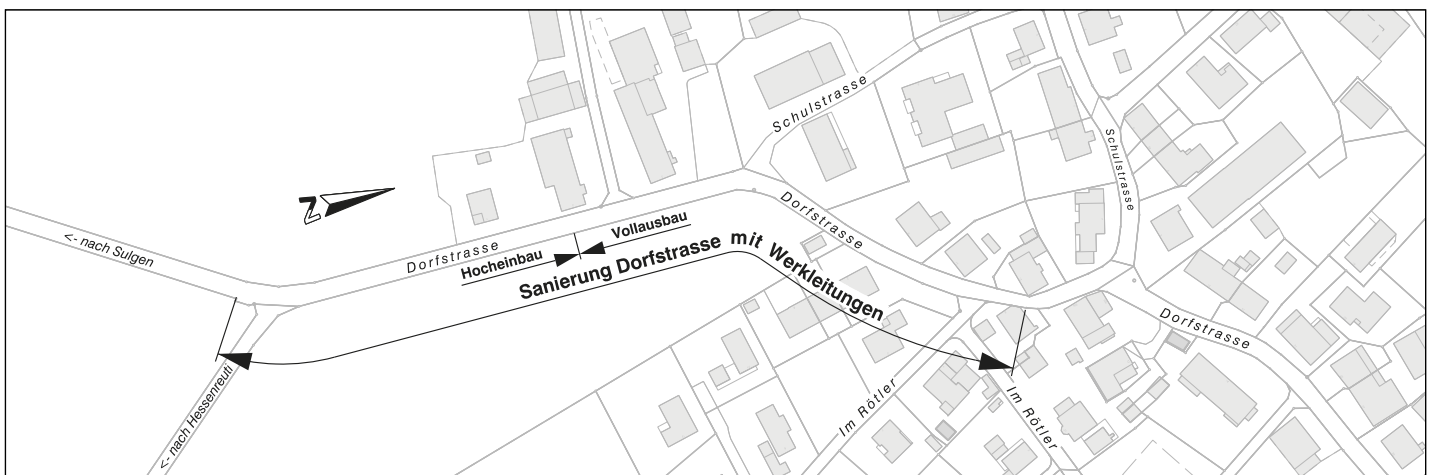 Schulstrasse
Schulstrasse
N
Dorfstrasse
Vollausbau
<- nach Sulgen
Dorfstrasse
Hocheinbau
Sanierung Dorfstrasse mit Werkleitungen
Dorfstrasse
<- nach Hessenreuti
Im Rötler
Im Rötler